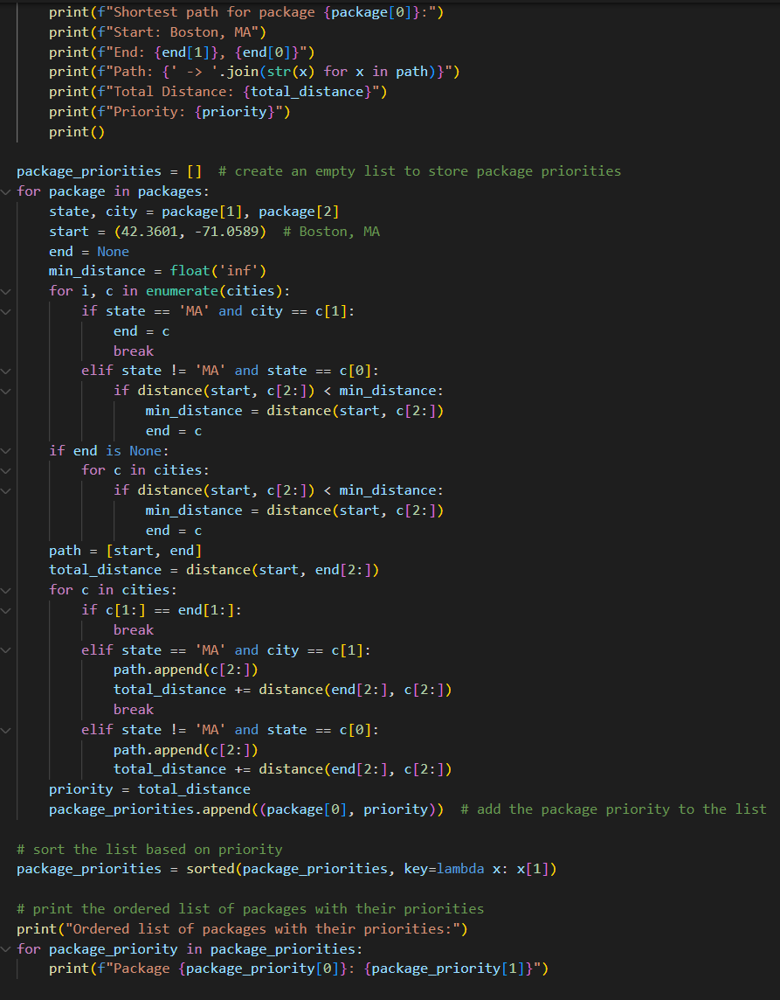 print(f"Shortest path for package {package[0]}:")
    print(f"Start: Boston, MA")
    print(f"End: {end[1]}, {end[0]}")
    print(f"Path: {' -> '.join(str(x) for x in path)}")
    print(f"Total Distance: {total_distance}")
    print(f"Priority: {priority}")
    print()

package_priorities = []  # create an empty list to store package priorities
for package in packages:
    state, city = package[1], package[2]
    start = (42.3601, -71.0589)  # Boston, MA
    end = None
    min_distance = float('inf')
    for i, c in enumerate(cities):
        if state == 'MA' and city == c[1]:
            end = c
            break
        elif state != 'MA' and state == c[0]:
            if distance(start, c[2:]) < min_distance:
                min_distance = distance(start, c[2:])
                end = c
    if end is None:
        for c in cities:
            if distance(start, c[2:]) < min_distance:
                min_distance = distance(start, c[2:])
                end = c
    path = [start, end]
    total_distance = distance(start, end[2:])
    for c in cities:
        if c[1:] == end[1:]:
            break
        elif state == 'MA' and city == c[1]:
            path.append(c[2:])
            total_distance += distance(end[2:], c[2:])
            break
        elif state != 'MA' and state == c[0]:
            path.append(c[2:])
            total_distance += distance(end[2:], c[2:])
    priority = total_distance
    package_priorities.append((package[0], priority))  # add the package priority to the list

# sort the list based on priority
package_priorities = sorted(package_priorities, key=lambda x: x[1])

# print the ordered list of packages with their priorities
print("Ordered list of packages with their priorities:")
for package_priority in package_priorities:
    print(f"Package {package_priority[0]}: {package_priority[1]}")